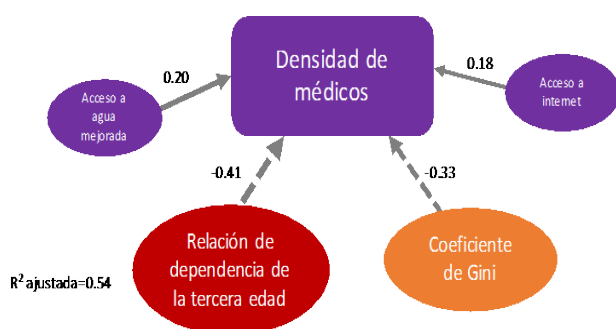 Densidad de
médicos
0.20
0.18
Acceso a
agua
mejorada
Acceso a
internet
-0.41
-0.33
Relación de
dependencia de
la tercera edad
Coeficiente
de Gini
R² ajustada=0.54